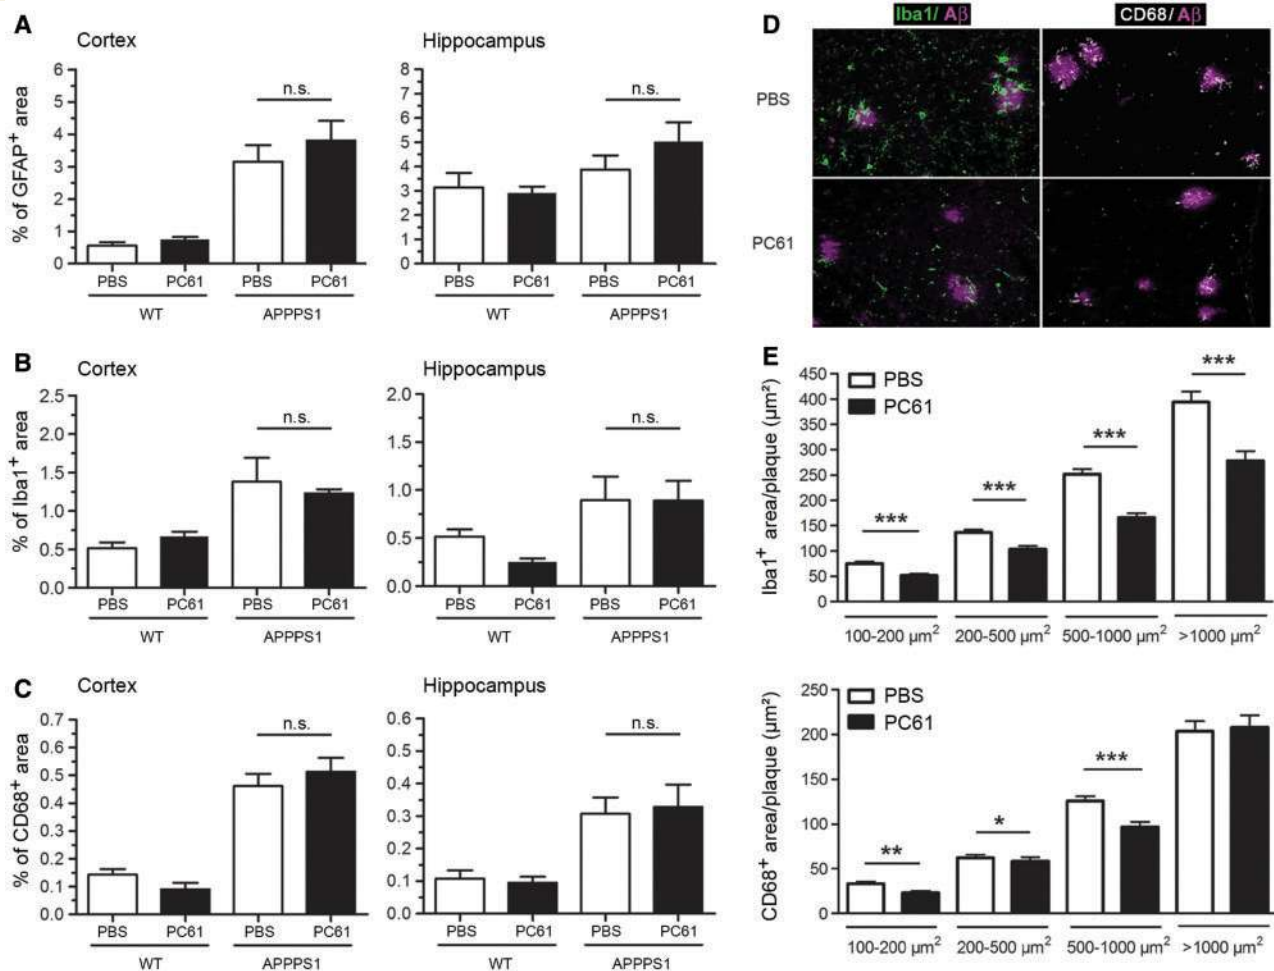 A
Cortex
Hippocampus
% of GFAP+ area
6
5
4
3
2
1
0
n.s.
PBS PC61 PBS PC61
WT APPPS1
8
7
6
5
4
3
2
1
0
n.s.
PBS PC61 PBS PC61
WT APPPS1
B
Cortex
Hippocampus
% of Iba1+ area
2.5
2.0
1.5
1.0
0.5
0.0
n.s.
PBS PC61 PBS PC61
WT APPPS1
2.0
1.5
1.0
0.5
0.0
n.s.
PBS PC61 PBS PC61
WT APPPS1
C
Cortex
Hippocampus
% of CD68+ area
0.7
0.6
0.5
0.4
0.3
0.2
0.1
0.0
n.s.
PBS PC61 PBS PC61
WT APPPS1
0.6
0.5
0.4
0.3
0.2
0.1
0.0
n.s.
PBS PC61 PBS PC61
WT APPPS1
D
Iba1/ Aβ
CD68/ Aβ
PBS
PC61
E
Iba1+ area/plaque (µm²)
450
400
350
300
250
200
150
100
50
0
PBS
PC61
*** *** *** ***
100-200 µm² 200-500 µm² 500-1000 µm² >1000 µm²
CD68+ area/plaque (µm²)
250
200
150
100
50
0
PBS
PC61
** * ***
100-200 µm² 200-500 µm² 500-1000 µm² >1000 µm²